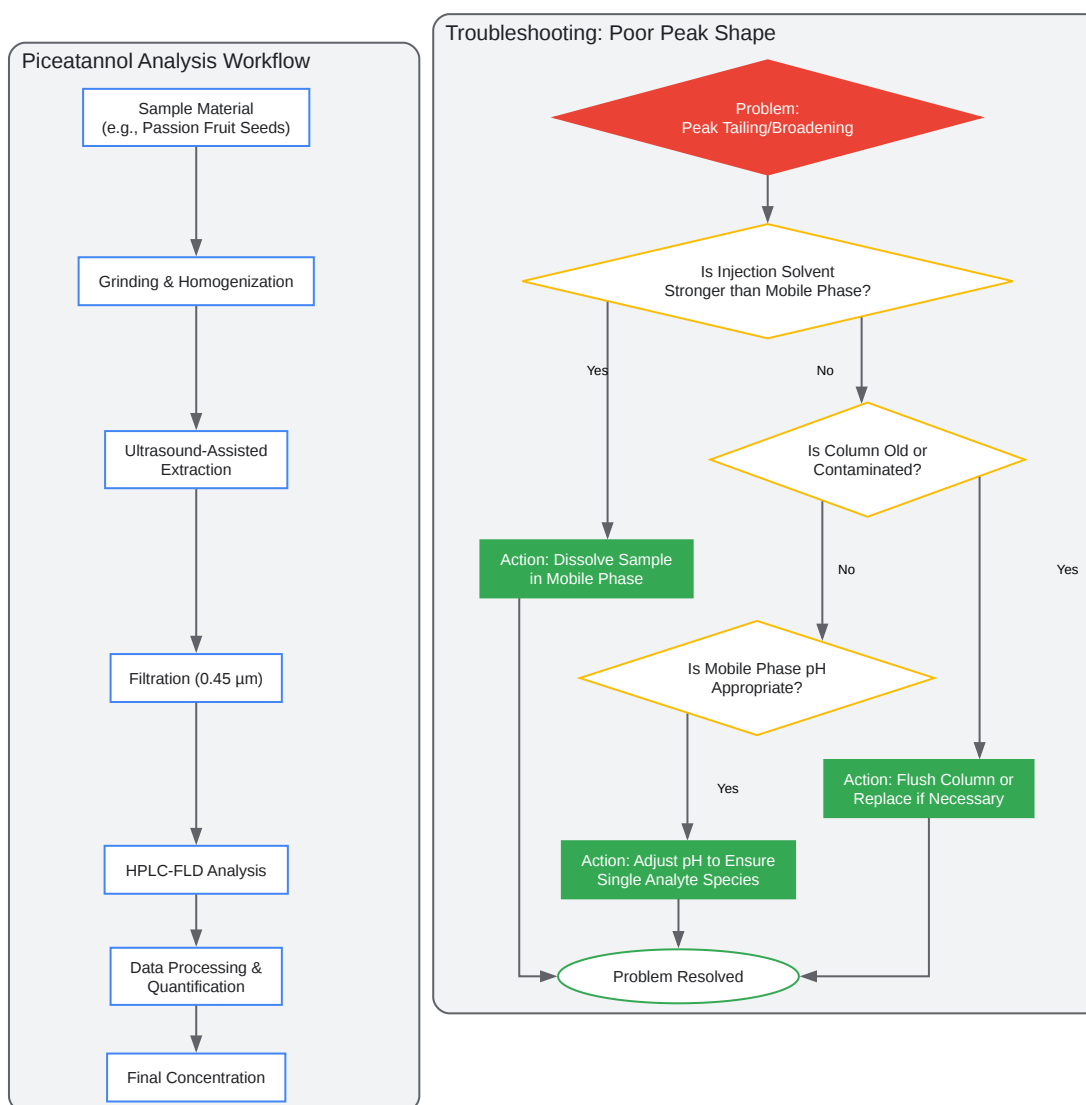 Piceatannol Analysis Workflow
Sample Material
(e.g., Passion Fruit Seeds)
Grinding & Homogenization
Ultrasound-Assisted
Extraction
Filtration (0.45 µm)
HPLC-FLD Analysis
Data Processing &
Quantification
Final Concentration
Troubleshooting: Poor Peak Shape
Problem:
Peak Tailing/Broadening
Is Injection Solvent
Stronger than Mobile Phase?
Yes
No
Is Column Old or
Contaminated?
Action: Dissolve Sample
in Mobile Phase
No
Yes
Is Mobile Phase pH
Appropriate?
Yes
Action: Flush Column or
Replace if Necessary
Action: Adjust pH to Ensure
Single Analyte Species
Problem Resolved